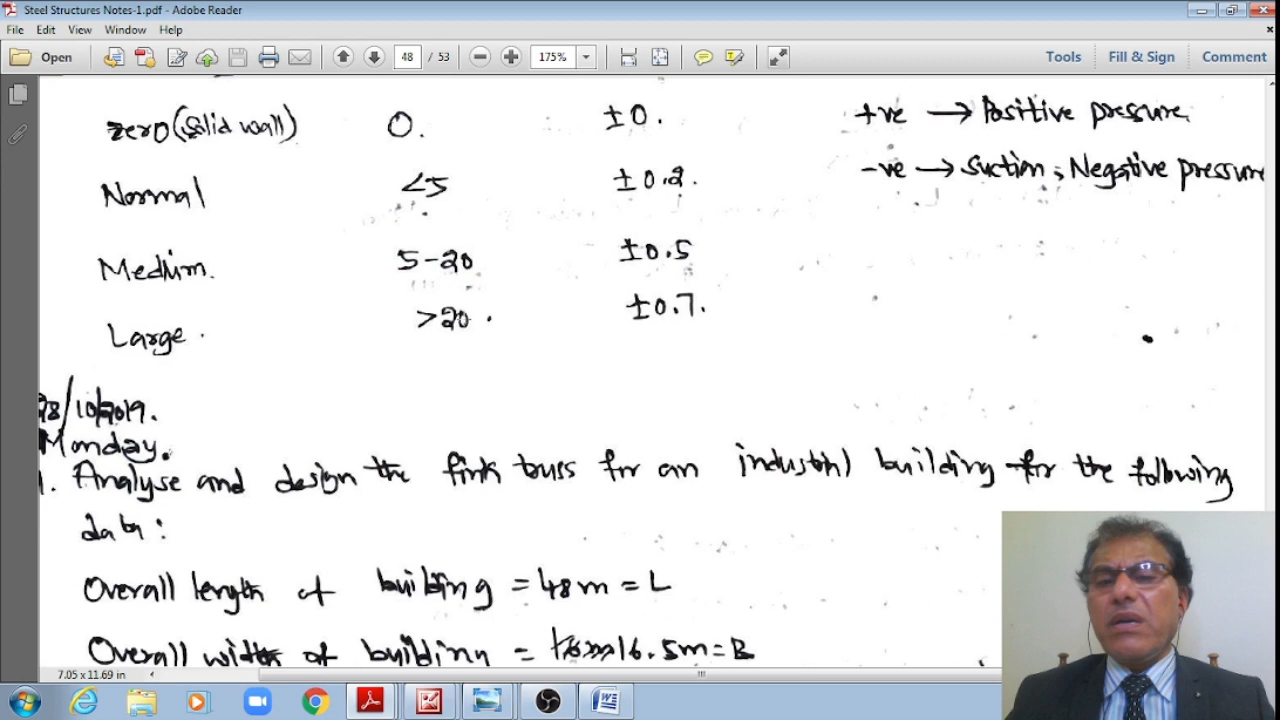 Steel Structures Notes-1.pdf - Adobe Reader
File Edit View Window Help
Open 48 / 53 175% Tools Fill & Sign Comment
zero (Solid wall) 0. ±0. +ve → Positive pressure
Normal <5 ±0.2. -ve → Suction, Negative pressure
Medium. 5-20 ±0.5
Large. >20. ±0.7.
28/10/2019.
Monday.
1. Analyse and design the fink truss for an industrial building for the following
data:
Overall length of building = 48m = L
Overall width of building = 16.5m = B
7.05 x 11.69 in